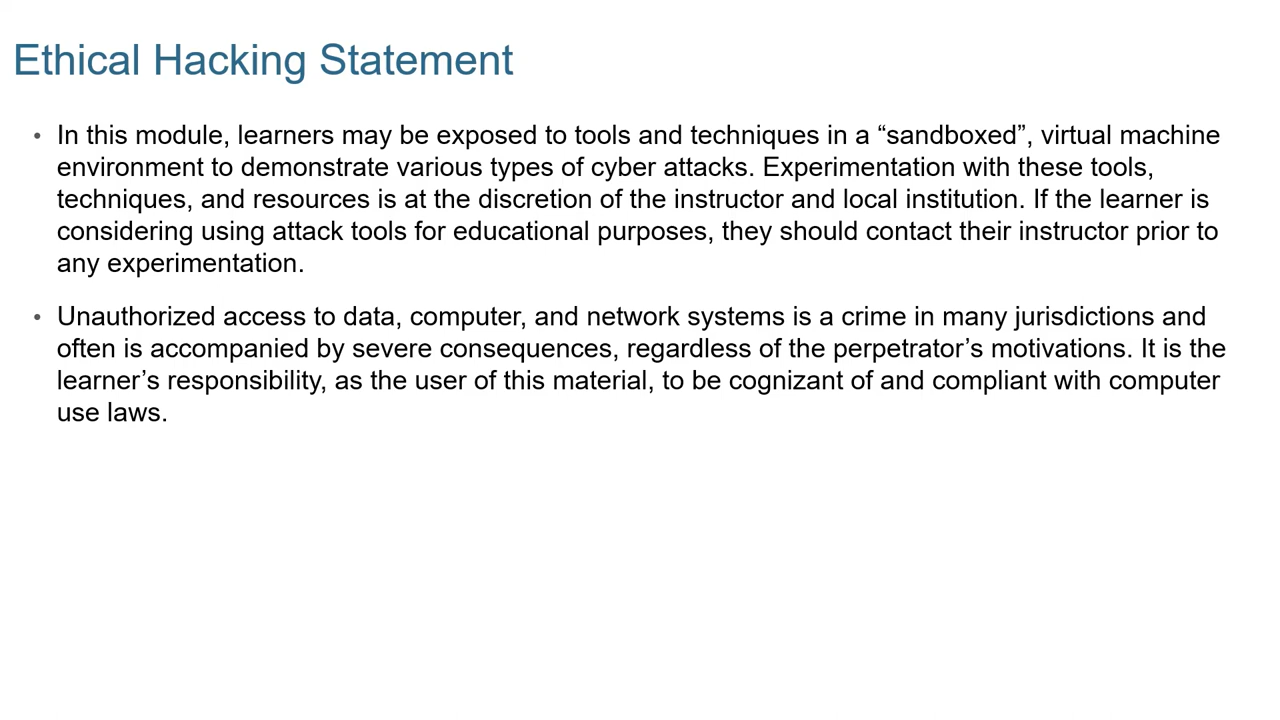 Ethical Hacking Statement
• In this module, learners may be exposed to tools and techniques in a “sandboxed”, virtual machine
environment to demonstrate various types of cyber attacks. Experimentation with these tools,
techniques, and resources is at the discretion of the instructor and local institution. If the learner is
considering using attack tools for educational purposes, they should contact their instructor prior to
any experimentation.
• Unauthorized access to data, computer, and network systems is a crime in many jurisdictions and
often is accompanied by severe consequences, regardless of the perpetrator’s motivations. It is the
learner’s responsibility, as the user of this material, to be cognizant of and compliant with computer
use laws.